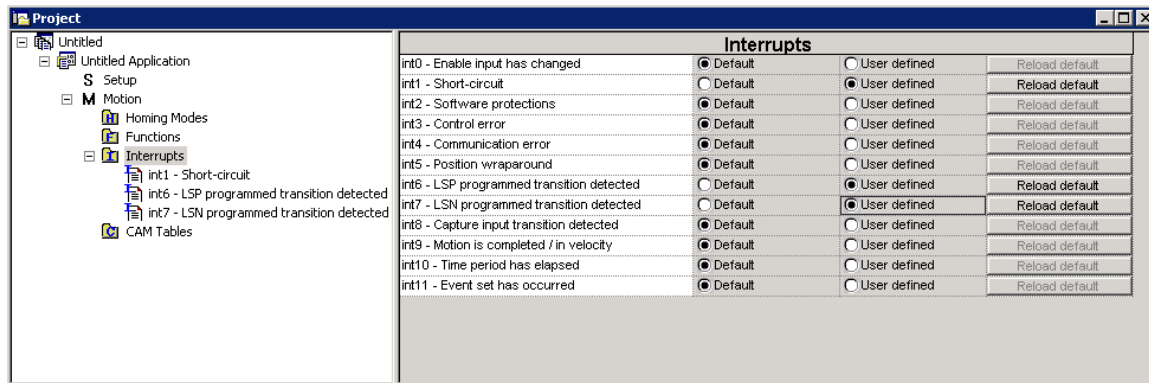 Project
Untitled
Untitled Application
S Setup
M Motion
H Homing Modes
F Functions
I Interrupts
int1 - Short-circuit
int6 - LSP programmed transition detected
int7 - LSN programmed transition detected
C CAM Tables
Interrupts
int0 - Enable input has changed Default User defined Reload default
int1 - Short-circuit Default User defined Reload default
int2 - Software protections Default User defined Reload default
int3 - Control error Default User defined Reload default
int4 - Communication error Default User defined Reload default
int5 - Position wraparound Default User defined Reload default
int6 - LSP programmed transition detected Default User defined Reload default
int7 - LSN programmed transition detected Default User defined Reload default
int8 - Capture input transition detected Default User defined Reload default
int9 - Motion is completed / in velocity Default User defined Reload default
int10 - Time period has elapsed Default User defined Reload default
int11 - Event set has occurred Default User defined Reload default